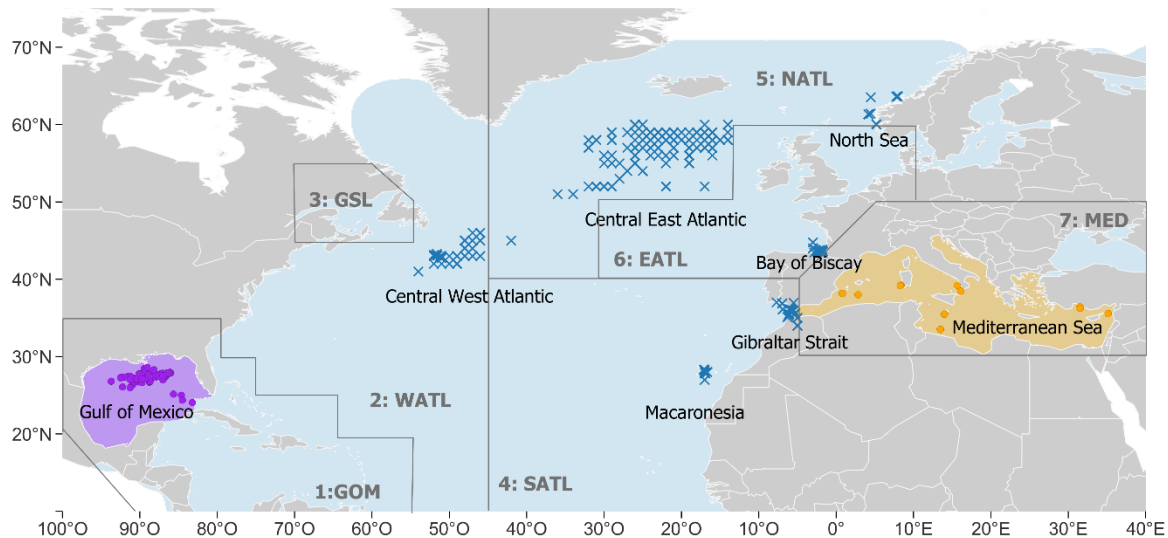 70°N
5: NATL
60°N
North Sea
3: GSL
50°N
Central East Atlantic
7: MED
6: EATL
Bay of Biscay
40°N
Central West Atlantic
Mediterranean Sea
Gibraltar Strait
30°N
Gulf of Mexico
2: WATL
Macaronesia
20°N
1:GOM
4: SATL
100°O 90°O 80°O 70°O 60°O 50°O 40°O 30°O 20°O 10°O 0° 10°E 20°E 30°E 40°E